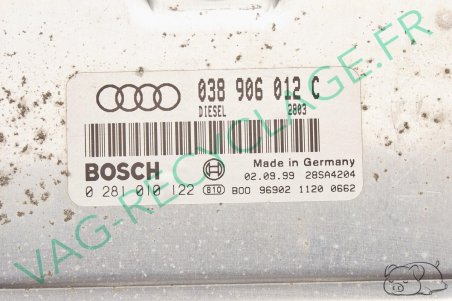 038 906 012 C
DIESEL 2803
BOSCH
Made in Germany
02.09.99 28SA4204
0 281 010 122 B10 B00 96902 1120 0662
VAG-RECYCLAGE.FR